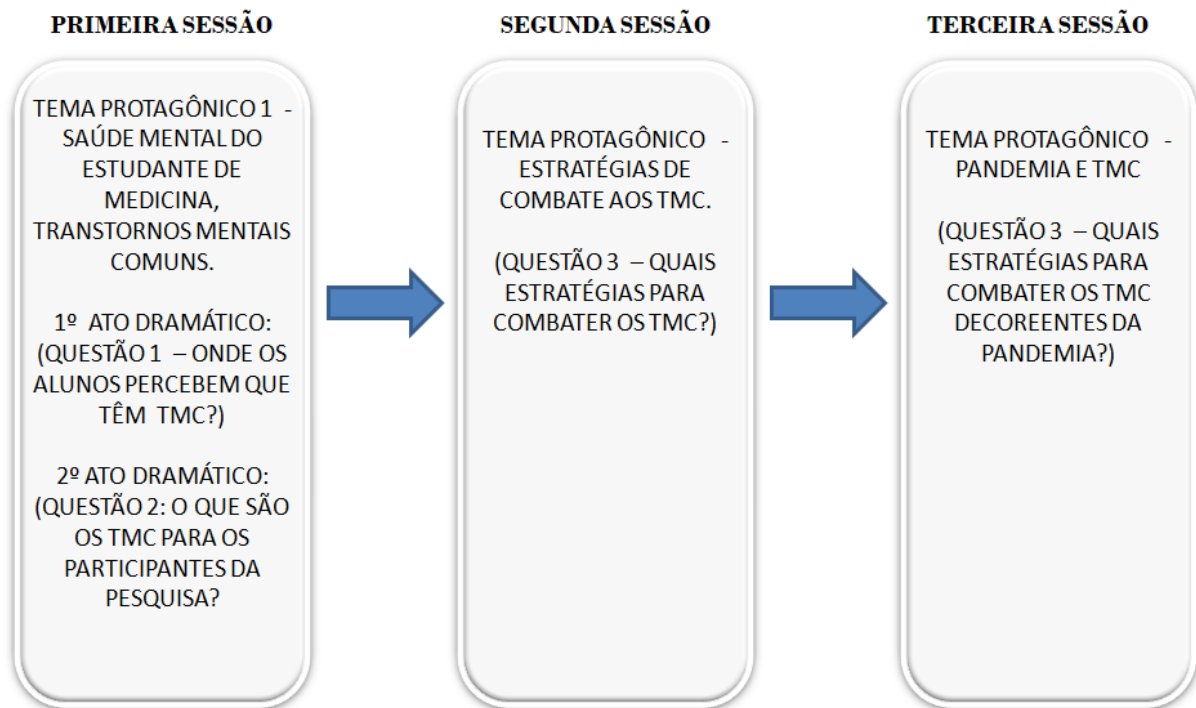 PRIMEIRA SESSÃO
TEMA PROTAGÔNICO 1 -
SAÚDE MENTAL DO
ESTUDANTE DE
MEDICINA,
TRANSTORNOS MENTAIS
COMUNS.
1º ATO DRAMÁTICO:
(QUESTÃO 1 – ONDE OS
ALUNOS PERCEBEM QUE
TÊM TMC?)
2º ATO DRAMÁTICO:
(QUESTÃO 2: O QUE SÃO
OS TMC PARA OS
PARTICIPANTES DA
PESQUISA?
SEGUNDA SESSÃO
TEMA PROTAGÔNICO -
ESTRATÉGIAS DE
COMBATE AOS TMC.
(QUESTÃO 3 – QUAIS
ESTRATÉGIAS PARA
COMBATER OS TMC?)
TERCEIRA SESSÃO
TEMA PROTAGÔNICO -
PANDEMIA E TMC
(QUESTÃO 3 – QUAIS
ESTRATÉGIAS PARA
COMBATER OS TMC
DECOREENTES DA
PANDEMIA?)